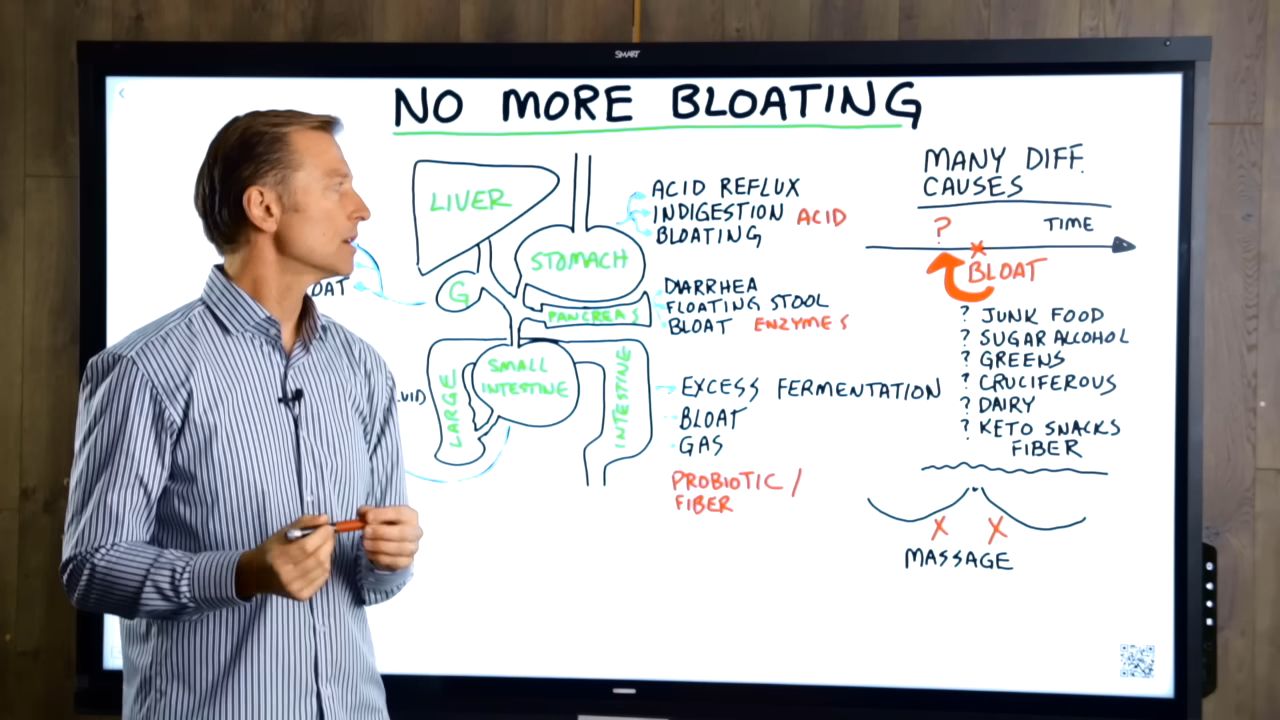 SMART
NO MORE BLOATING
LIVER
STOMACH
G
PANCREAS
SMALL
INTESTINE
LARGE
INTESTINE
ACID REFLUX
INDIGESTION ACID
BLOATING
DIARRHEA
FLOATING STOOL
BLOAT ENZYMES
EXCESS FERMENTATION
BLOAT
GAS
PROBIOTIC /
FIBER
MANY DIFF.
CAUSES
? TIME
X
BLOAT
? JUNK FOOD
? SUGAR ALCOHOL
? GREENS
? CRUCIFEROUS
? DAIRY
? KETO SNACKS
FIBER
X X
MASSAGE